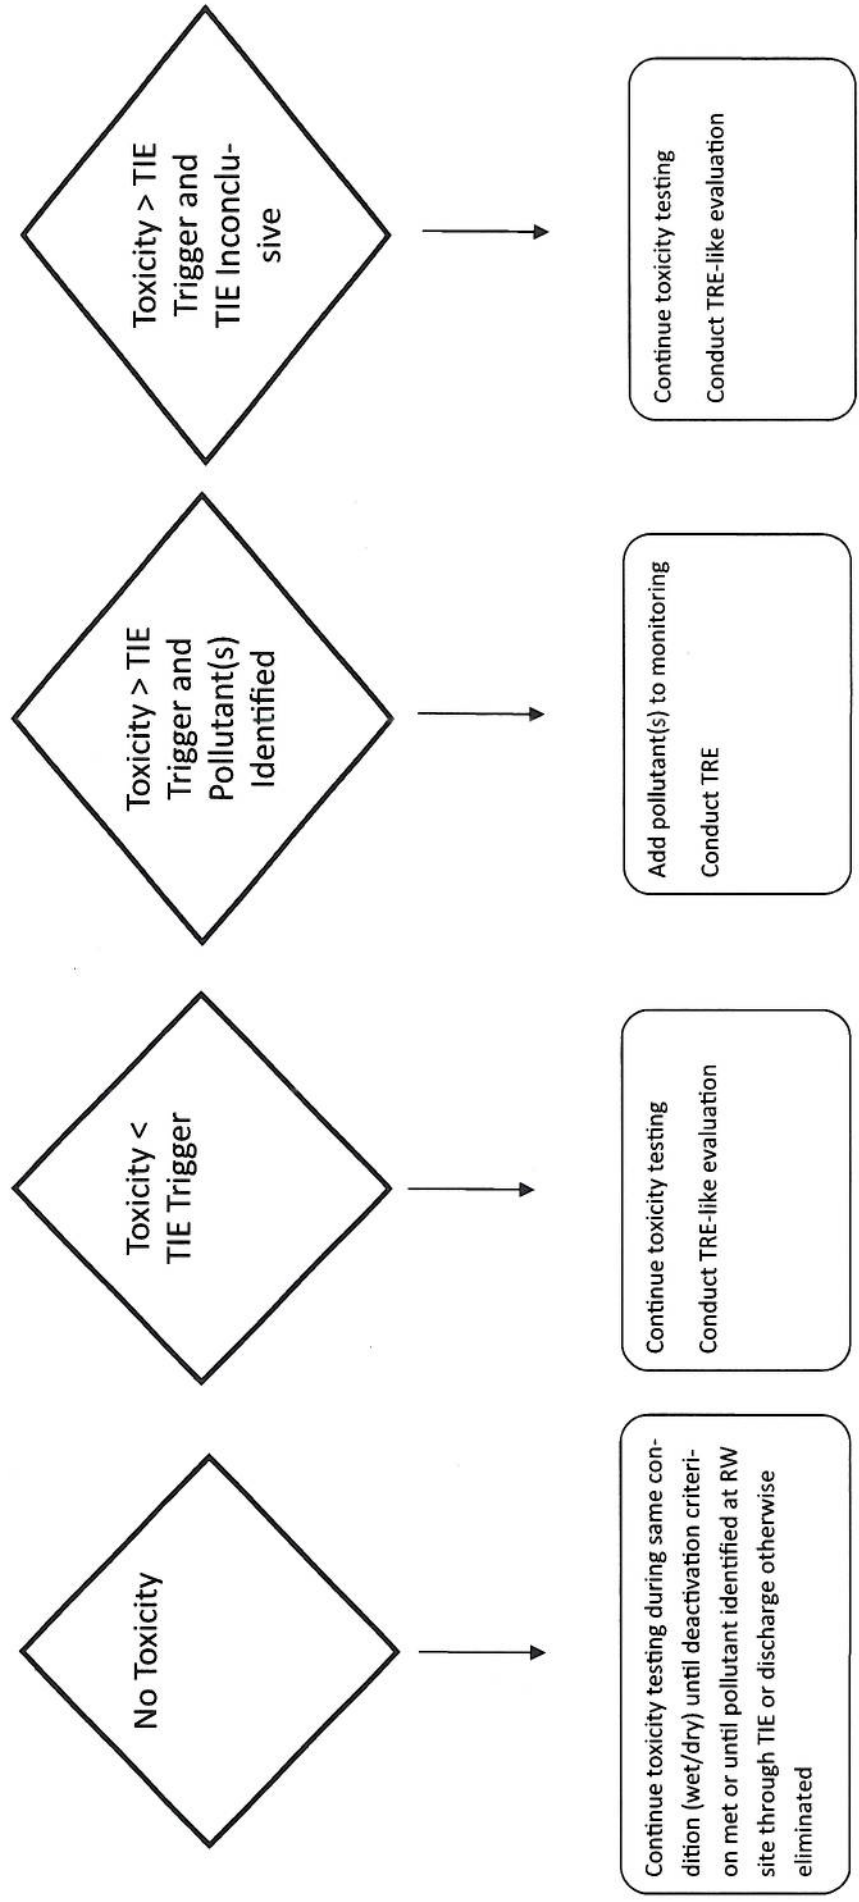 No Toxicity
Toxicity <
TIE Trigger
Toxicity > TIE
Trigger and
Pollutant(s)
Identified
Toxicity > TIE
Trigger and
TIE Inconclu-
sive
Continue toxicity testing during same con-
dition (wet/dry) until deactivation criteri-
on met or until pollutant identified at RW
site through TIE or discharge otherwise
eliminated
Continue toxicity testing
Conduct TRE-like evaluation
Add pollutant(s) to monitoring
Conduct TRE
Continue toxicity testing
Conduct TRE-like evaluation